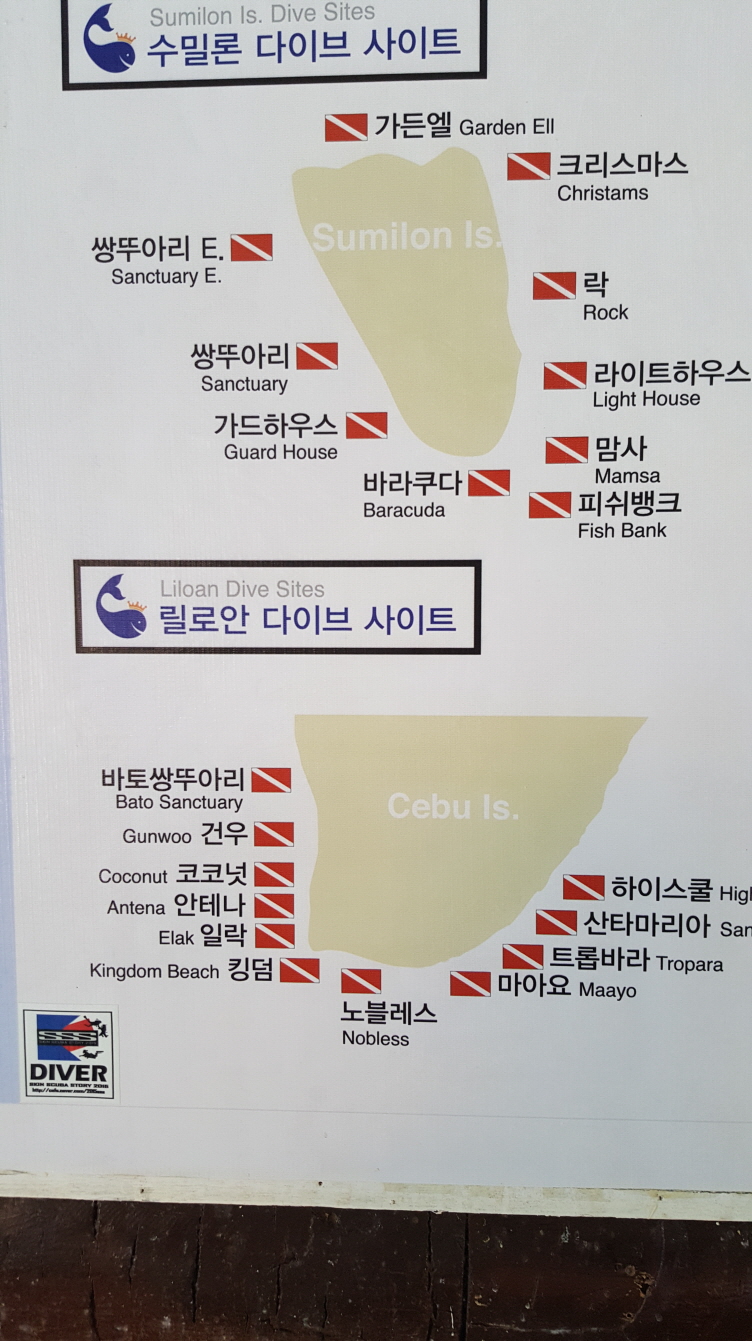 Sumilon Is. Dive Sites
수밀론 다이브 사이트
가든엘 Garden Ell
크리스마스
Christams
Sumilon Is.
쌍뚜아리 E.
Sanctuary E.
락
Rock
쌍뚜아리
Sanctuary
라이트하우스
Light House
가드하우스
Guard House
맘사
Mamsa
바라쿠다
Baracuda
피쉬뱅크
Fish Bank
Liloan Dive Sites
릴로안 다이브 사이트
바토쌍뚜아리
Bato Sanctuary
Cebu Is.
Gunwoo 건우
Coconut 코코넛
Antena 안테나
Elak 일락
Kingdom Beach 킹덤
하이스쿨 High
산타마리아 San
트롭바라 Tropara
마아요 Maayo
노블레스
Nobless
SSS
DIVER
SKIN SCUBA STORY